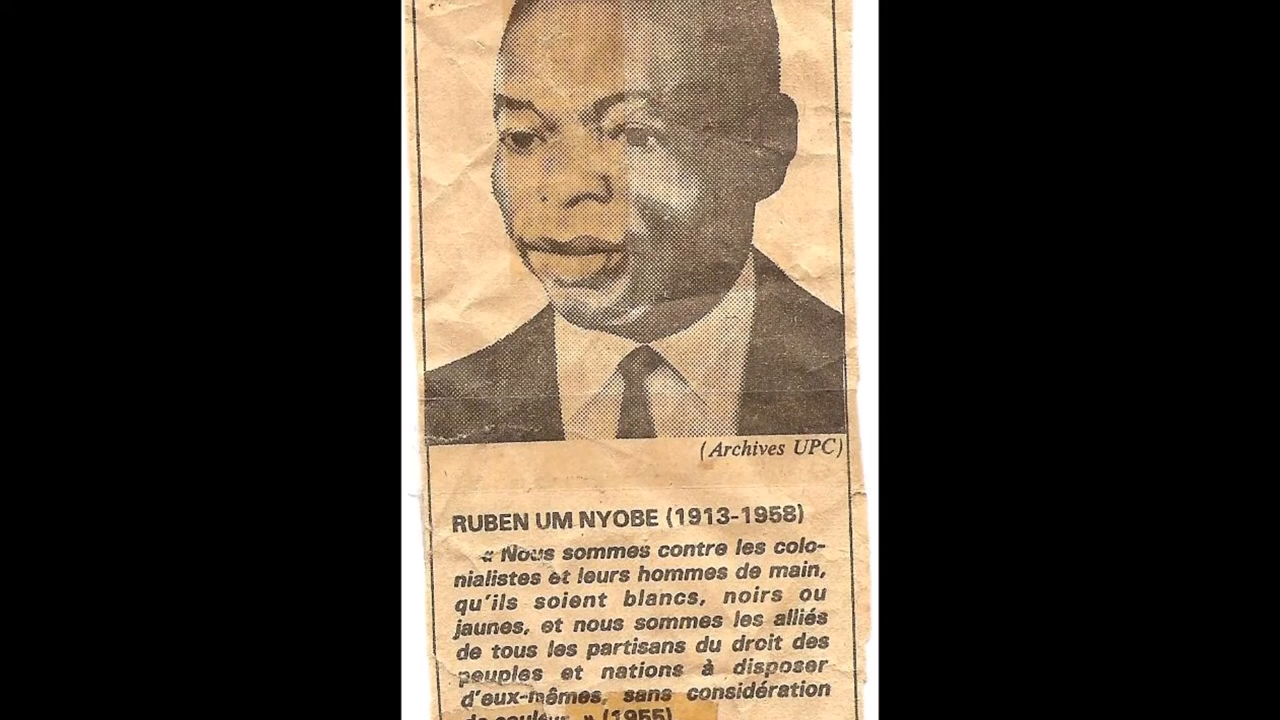 (Archives UPC)
RUBEN UM NYOBE (1913-1958)
« Nous sommes contre les colo-
nialistes et leurs hommes de main,
qu'ils soient blancs, noirs ou
jaunes, et nous sommes les alliés
de tous les partisans du droit des
peuples et nations à disposer
d'eux-mêmes, sans considération
de couleur. » (1955)